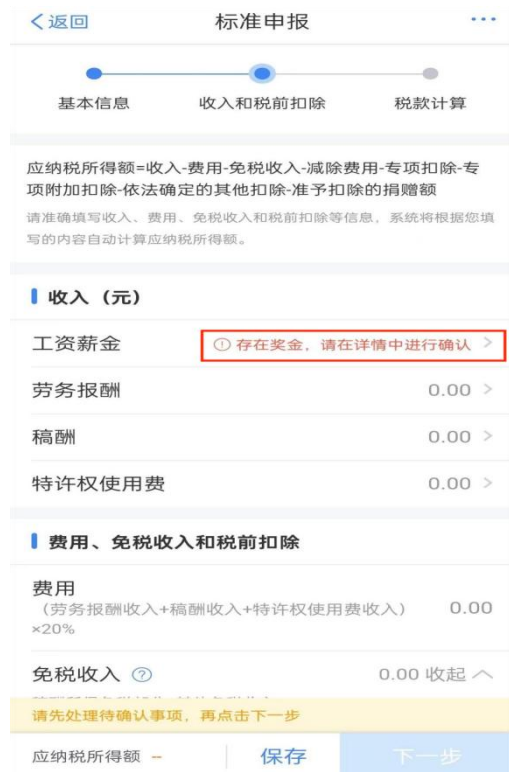 返回
标准申报
基本信息
收入和税前扣除
税款计算
应纳税所得额=收入-费用-免税收入-减除费用-专项扣除-专
项附加扣除-依法确定的其他扣除-准予扣除的捐赠额
请准确填写收入、费用、免税收入和税前扣除等信息，系统将根据您填
写的内容自动计算应纳税所得额。
收入（元）
工资薪金
存在奖金，请在详情中进行确认
劳务报酬
0.00
稿酬
0.00
特许权使用费
0.00
费用、免税收入和税前扣除
费用
（劳务报酬收入+稿酬收入+特许权使用费收入）
×20%
0.00
免税收入
0.00 收起
请先处理待确认事项，再点击下一步
应纳税所得额 --
保存
下一步